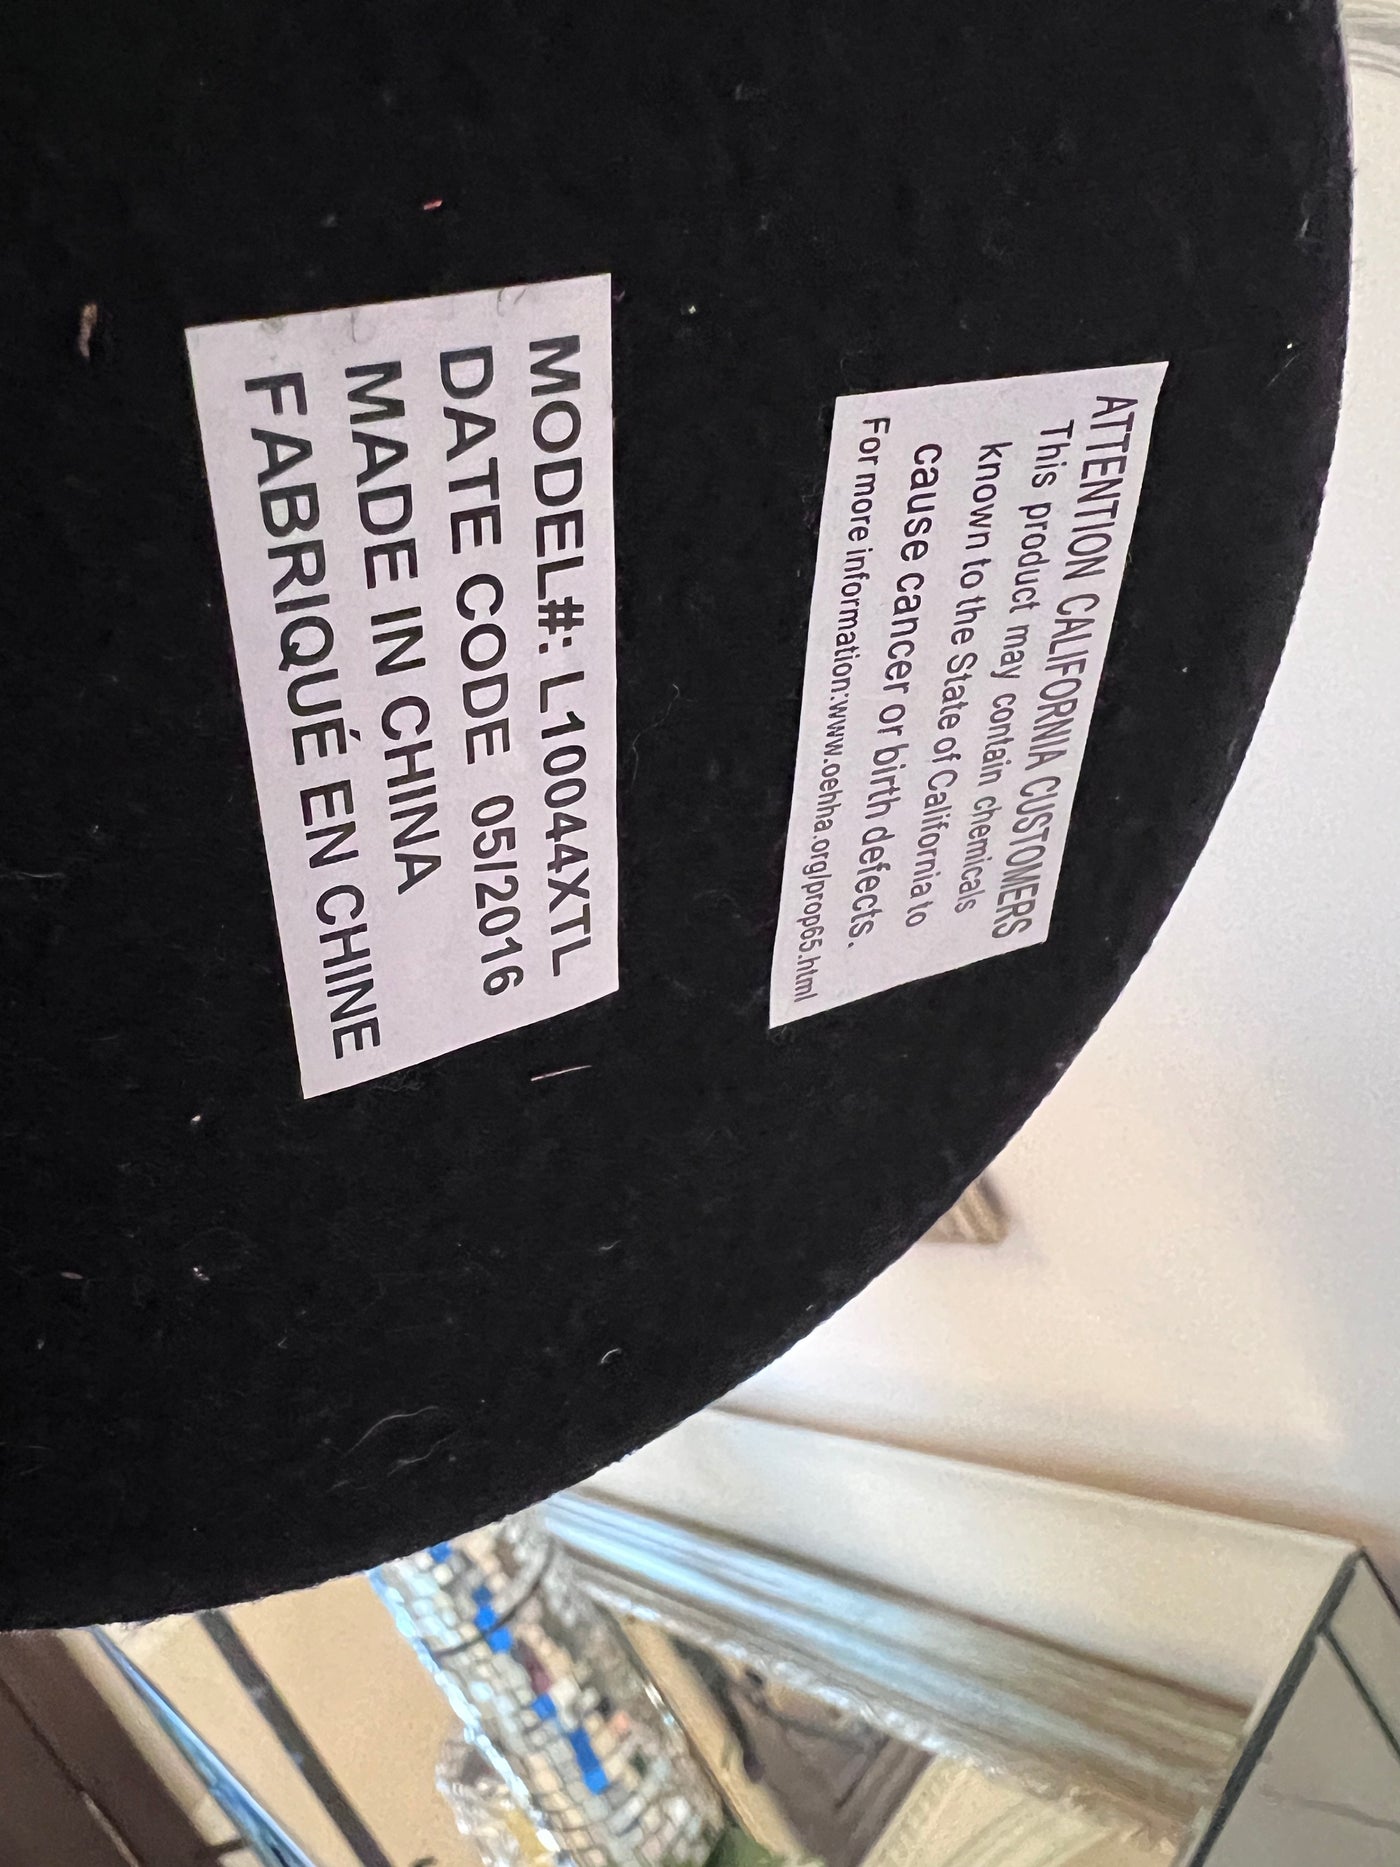 ATTENTION CALIFORNIA CUSTOMERS
This product may contain chemicals
known to the State of California to
cause cancer or birth defects.
For more information:www.oehha.org/prop65.html
MODEL#: L10044XTL
DATE CODE 05/2016
MADE IN CHINA
FABRIQUÉ EN CHINE